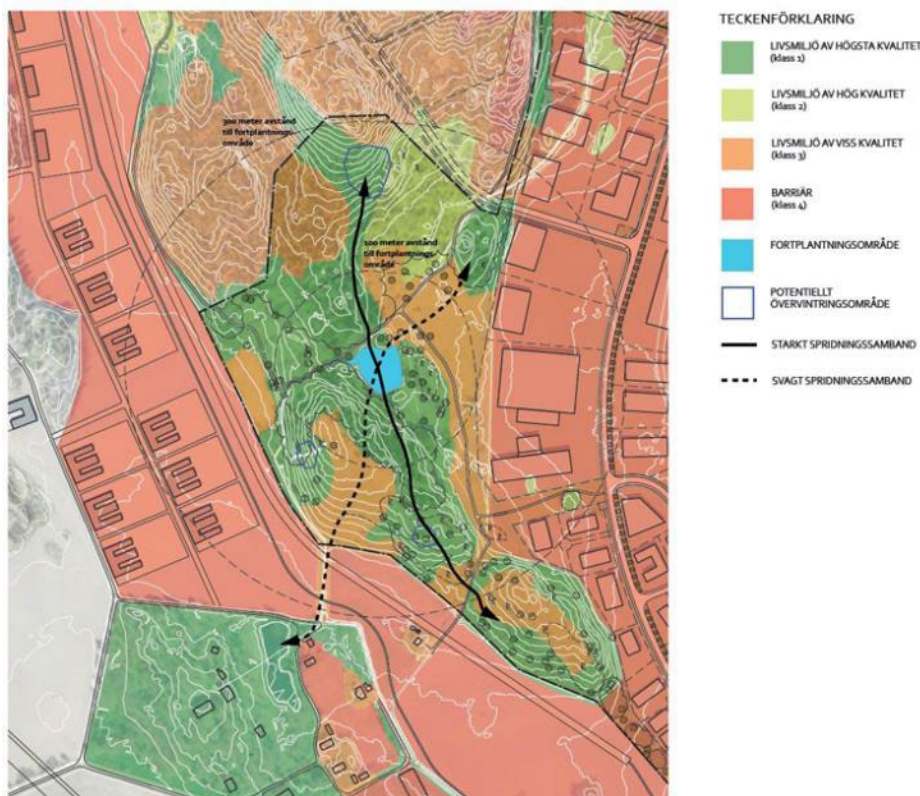 TECKENFÖRKLARING
LIVSMILJÖ AV HÖGSTA KVALITET
(klass 1)
LIVSMILJÖ AV HÖG KVALITET
(klass 2)
LIVSMILJÖ AV VISS KVALITET
(klass 3)
BARRIÄR
(klass 4)
FORTPLANTNINGSOMRÅDE
POTENTIELLT
ÖVERVINTRINGSOMRÅDE
STARKT SPRIDNINGSSAMBAND
SVAGT SPRIDNINGSSAMBAND
300 meter avstånd
till fortplantnings
område
100 meter avstånd
till fortplantnings
område